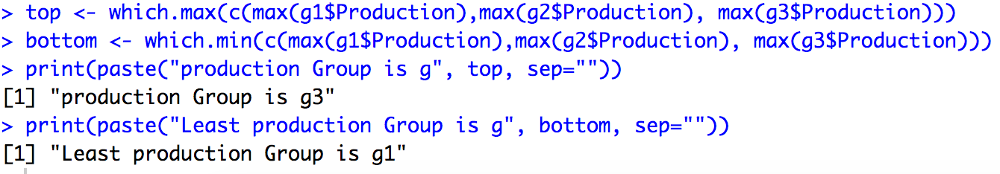 > top <- which.max(c(max(g1$Production),max(g2$Production), max(g3$Production)))
> bottom <- which.min(c(max(g1$Production),max(g2$Production), max(g3$Production)))
> print(paste("production Group is g", top, sep=""))
[1] "production Group is g3"
> print(paste("Least production Group is g", bottom, sep=""))
[1] "Least production Group is g1"